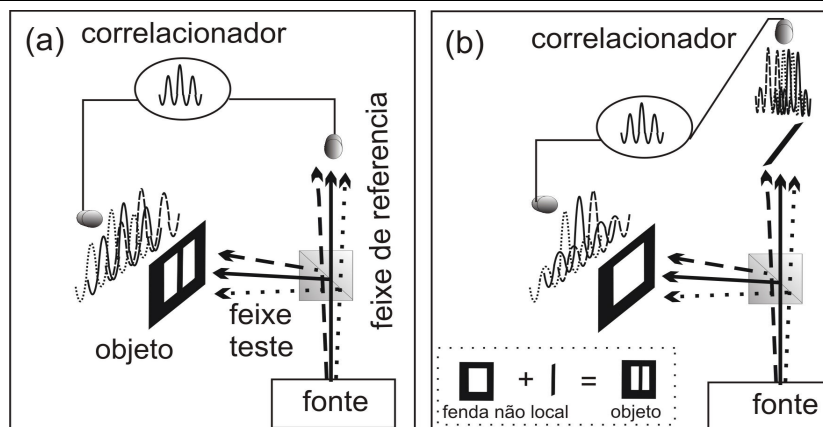 (a) correlacionador
feixe de referencia
feixe
teste
objeto
fonte
(b) correlacionador
+ =
fenda não local objeto
fonte